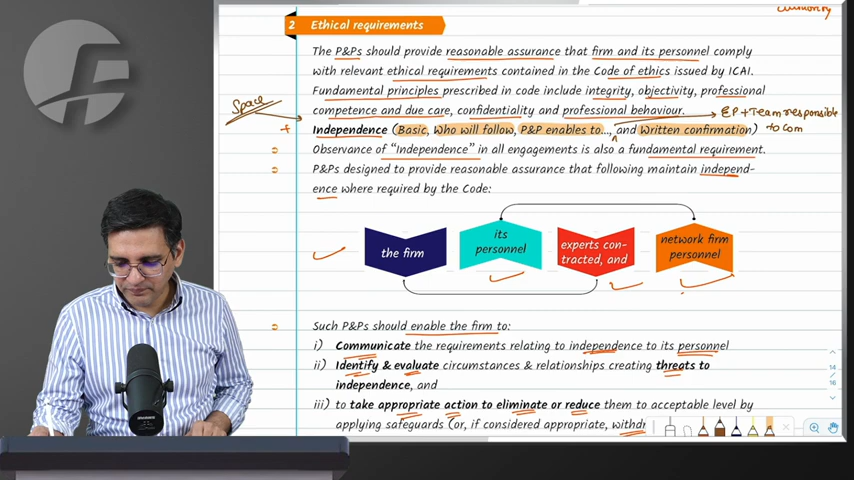 authority
2 Ethical requirements
The P&Ps should provide reasonable assurance that firm and its personnel comply
with relevant ethical requirements contained in the Code of ethics issued by ICAI.
Fundamental principles prescribed in code include integrity, objectivity, professional
competence and due care, confidentiality and professional behaviour.
Space
EP + Team responsible
to com
+ Independence (Basic, Who will follow, P&P enables to..., and Written confirmation)
Observance of "Independence" in all engagements is also a fundamental requirement.
P&Ps designed to provide reasonable assurance that following maintain independ-
ence where required by the Code:
the firm
its
personnel
experts con-
tracted, and
network firm
personnel
Such P&Ps should enable the firm to:
i) Communicate the requirements relating to independence to its personnel
ii) Identify & evaluate circumstances & relationships creating threats to
independence, and
iii) to take appropriate action to eliminate or reduce them to acceptable level by
applying safeguards (or, if considered appropriate, withdr
14
16